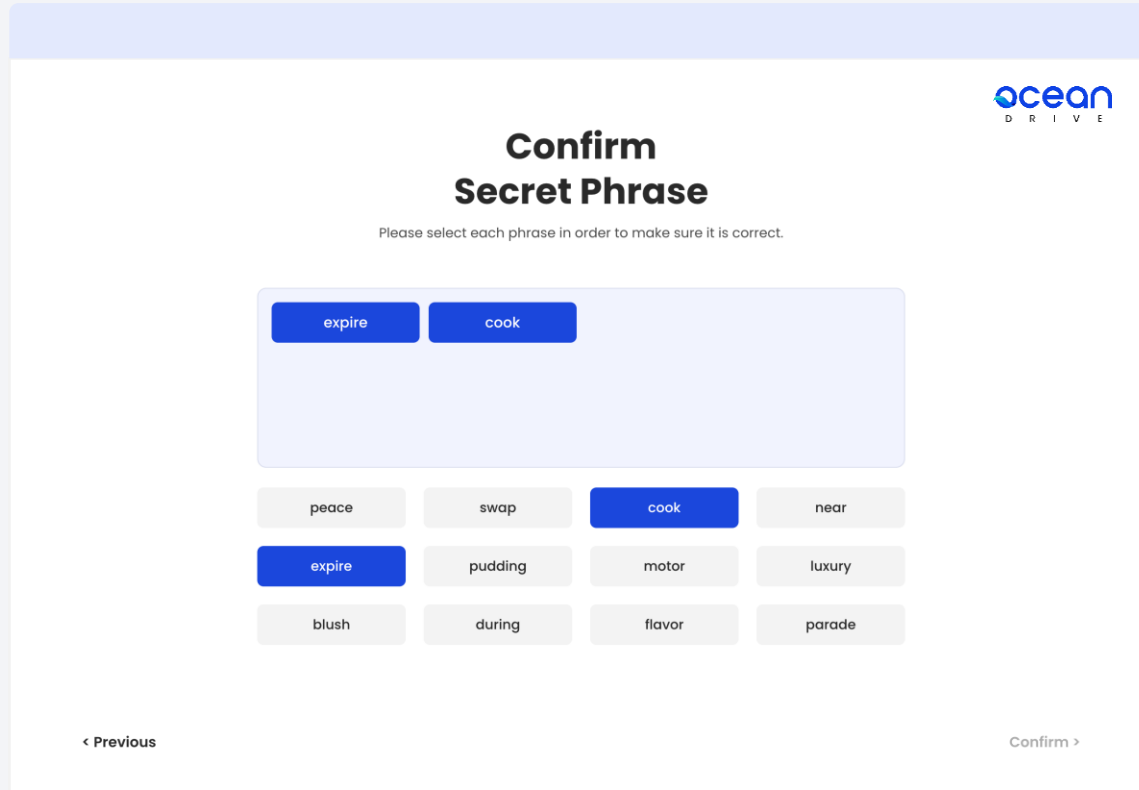 ocean
DRIVE
Confirm
Secret Phrase
Please select each phrase in order to make sure it is correct.
expire cook
peace swap cook near
expire pudding motor luxury
blush during flavor parade
< Previous Confirm >